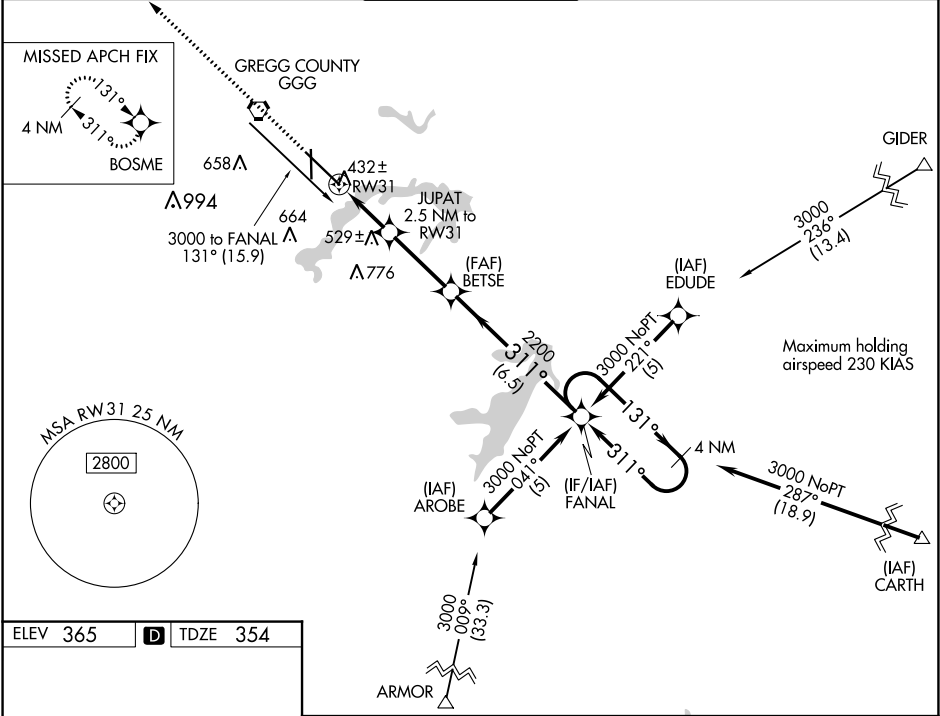 MISSED APCH FIX
131°
4 NM
311°
BOSME
GREGG COUNTY
GGG
658
994
432±
RW31
664
529±
776
3000 to FANAL
131° (15.9)
JUPAT
2.5 NM to
RW31
(FAF)
BETSE
GIDER
3000
236°
(13.4)
(IAF)
EDUDE
3000 NoPT
221°
(5)
Maximum holding
airspeed 230 KIAS
2200
311°
(6.5)
131°
4 NM
311°
(IF/IAF)
FANAL
3000 NoPT
041°
(5)
(IAF)
AROBE
3000 NoPT
287°
(18.9)
(IAF)
CARTH
MSA RW31 25 NM
2800
3000
009°
(33.3)
ARMOR
ELEV 365 D TDZE 354